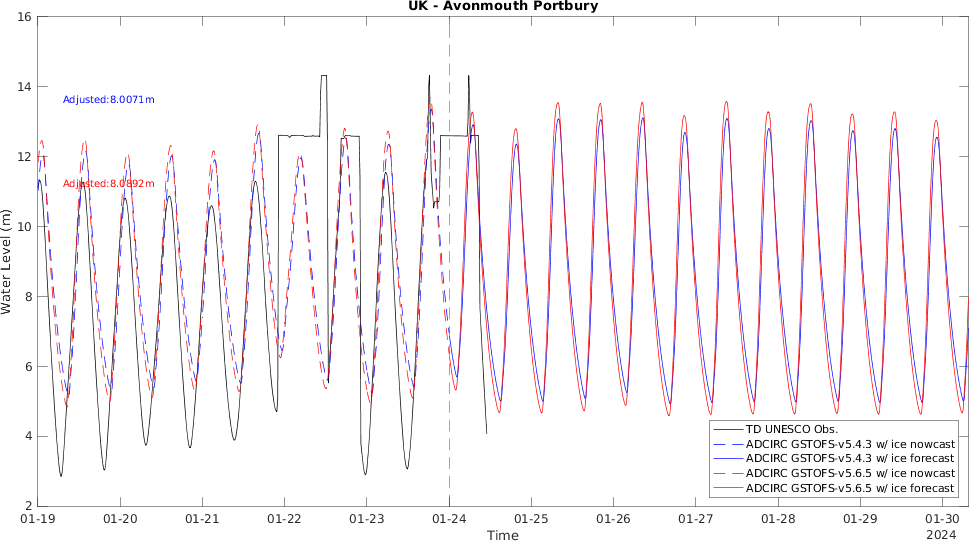 UK - Avonmouth Portbury
16
14
12
10
8
6
4
2
Water Level (m)
Adjusted:8.0071m
Adjusted:8.0892m
TD UNESCO Obs.
ADCIRC GSTOFS-v5.4.3 w/ ice nowcast
ADCIRC GSTOFS-v5.4.3 w/ ice forecast
ADCIRC GSTOFS-v5.6.5 w/ ice nowcast
ADCIRC GSTOFS-v5.6.5 w/ ice forecast
01-19 01-20 01-21 01-22 01-23 01-24 01-25 01-26 01-27 01-28 01-29 01-30
Time
2024